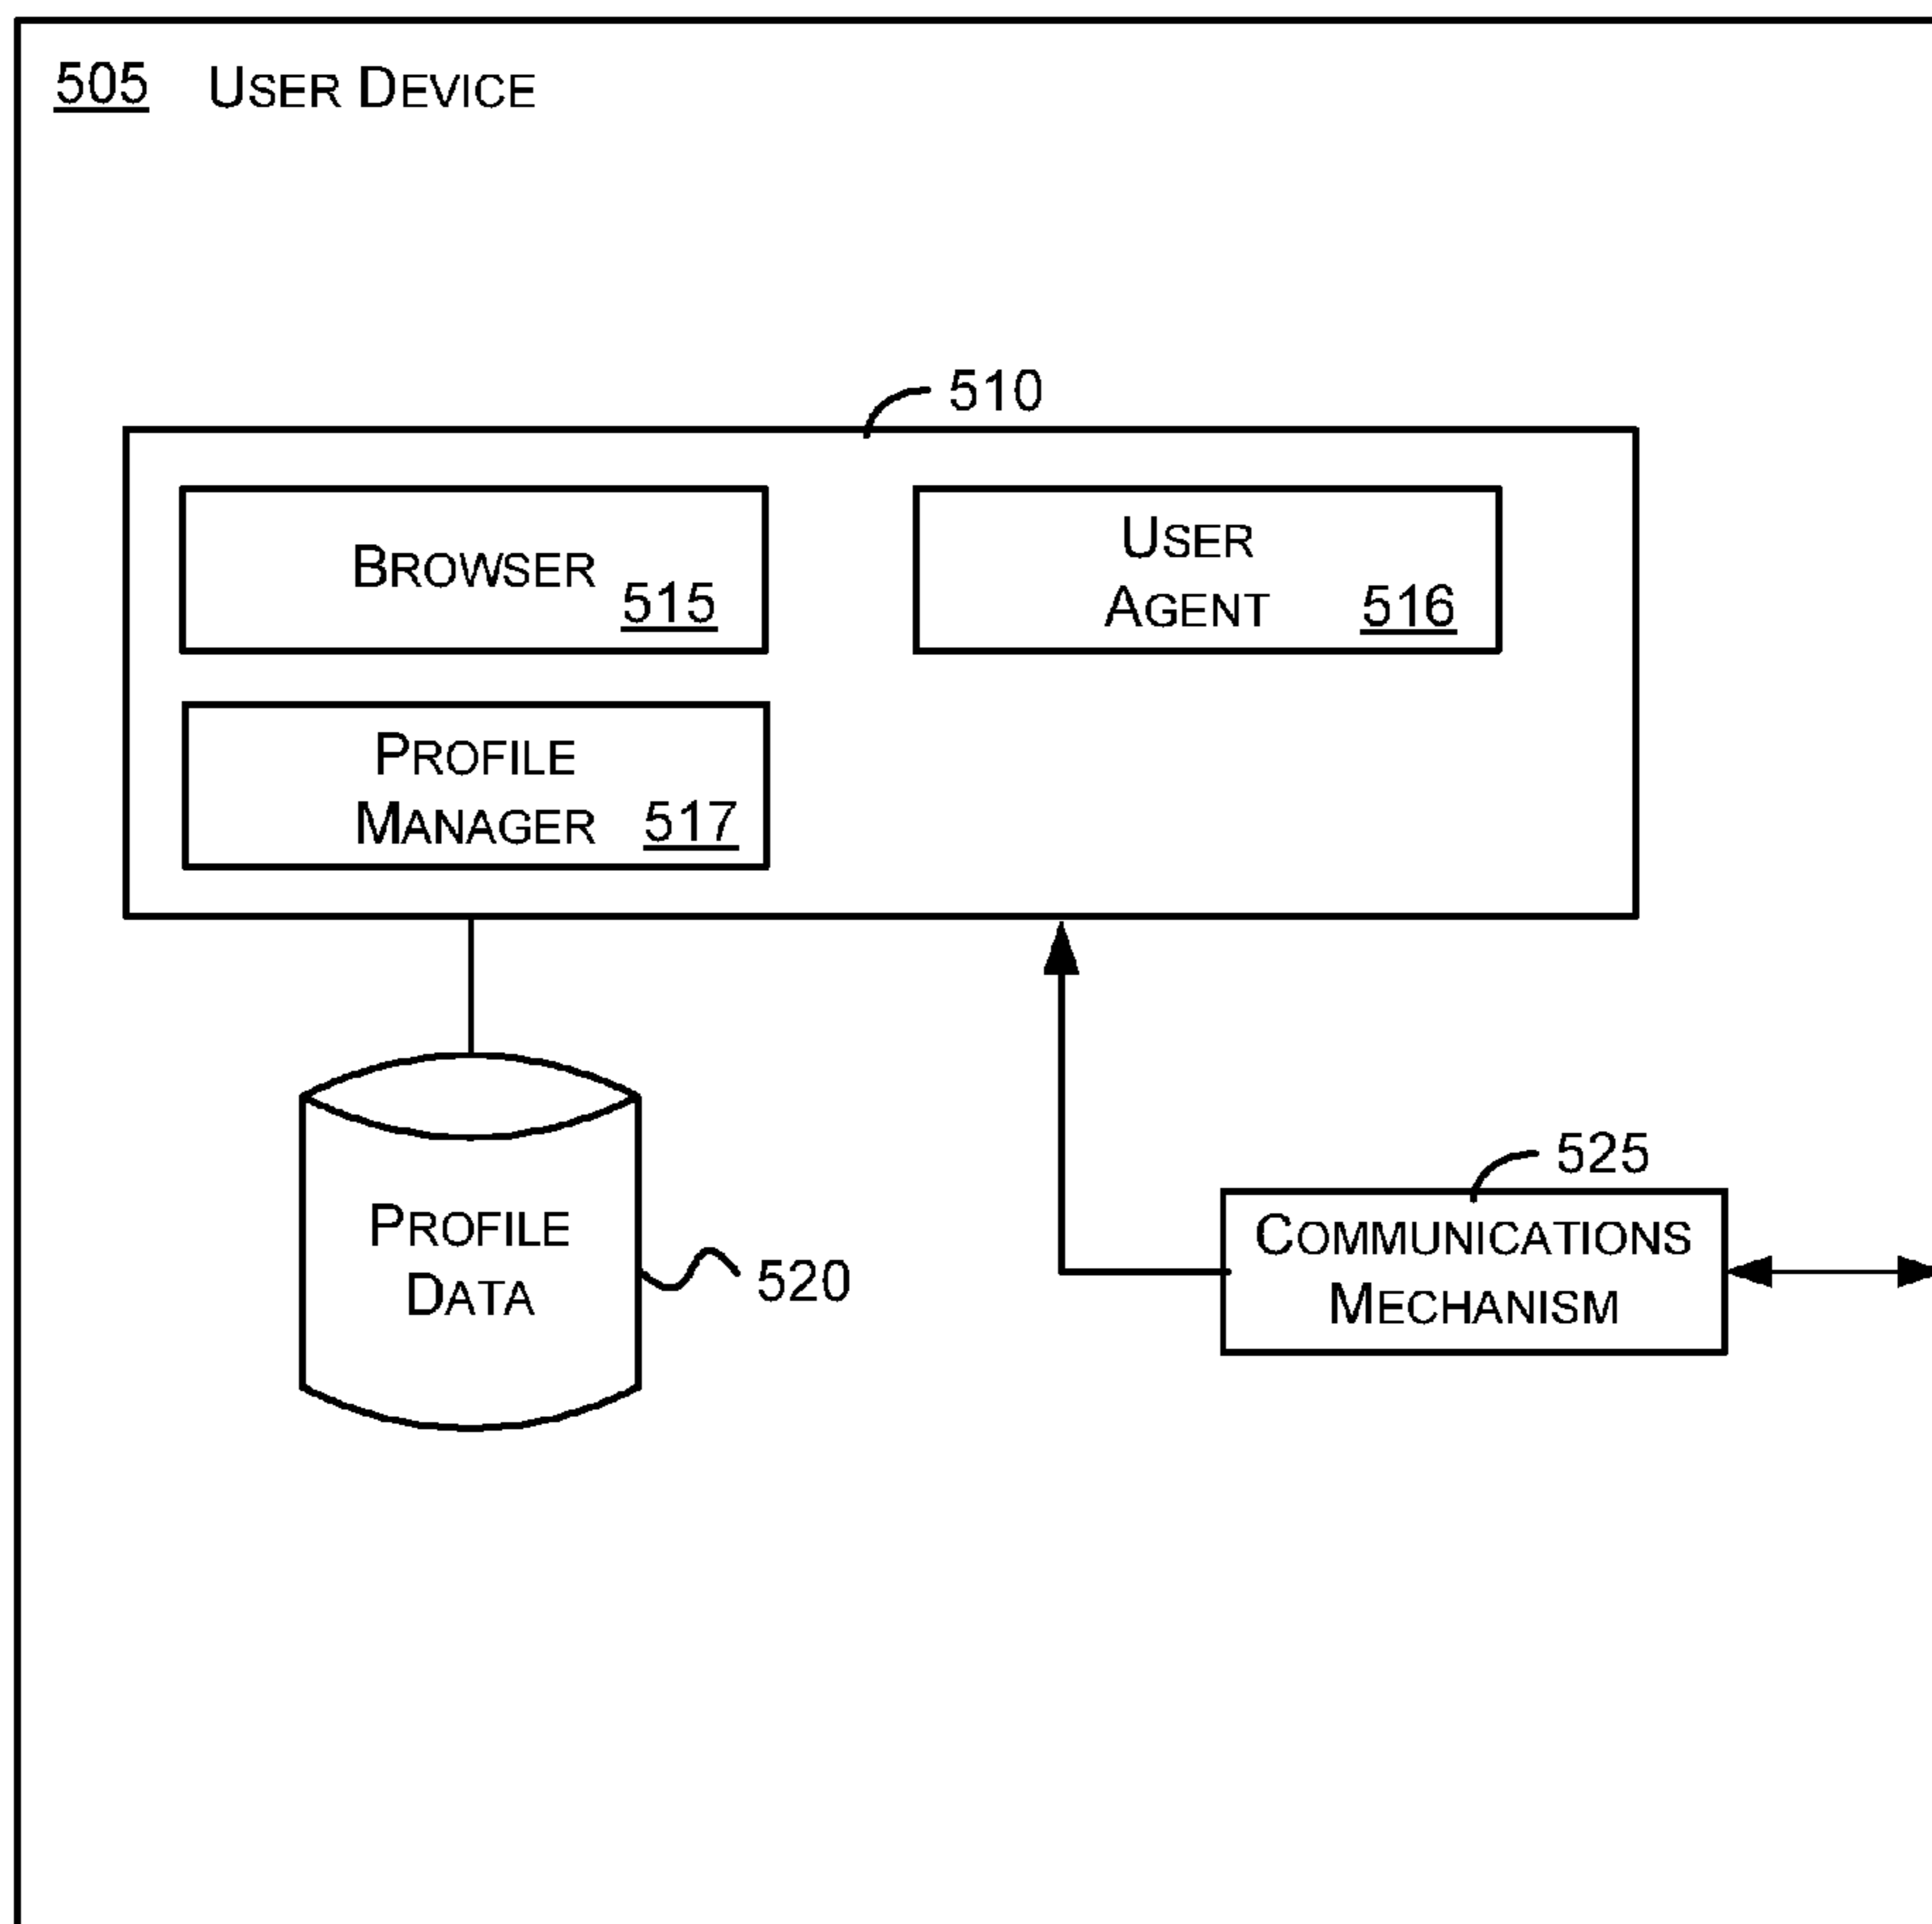 505 USER DEVICE
510
BROWSER 515
USER
AGENT 516
PROFILE
MANAGER 517
PROFILE
DATA
520
525
COMMUNICATIONS
MECHANISM